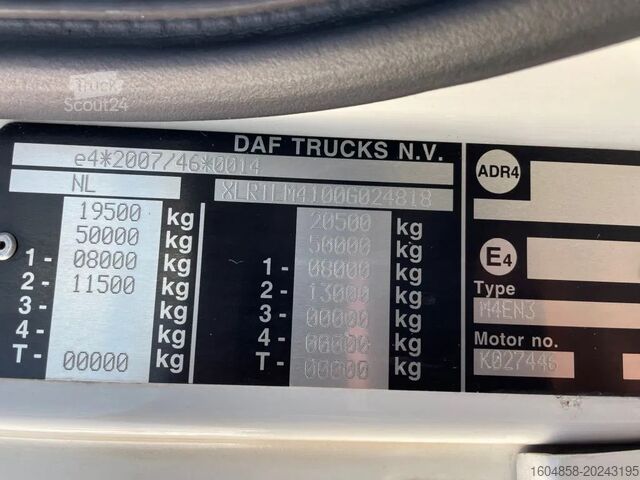 Truck
Scout24
DAF TRUCKS N.V.
e4*2007/46*0014
NL XLRTEM4100G024818
19500 kg 20500 kg
50000 kg 50000 kg
1- 08000 kg 1- 08000 kg
2- 11500 kg 2- 13000 kg
3- kg 3- 00000 kg
4- kg 4- 00000 kg
T- 00000 kg T- 00000 kg
ADR4
E4
Type
M4EN3
Motor no.
K027446
1604858-20243195